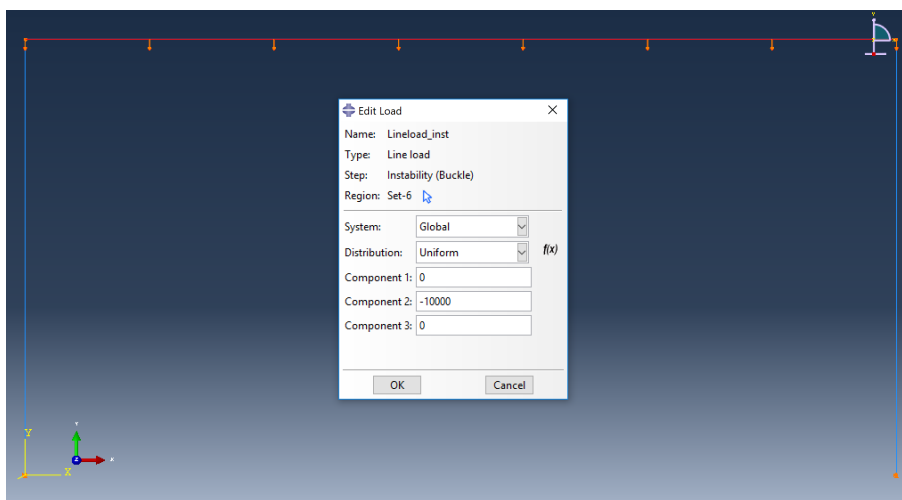 Edit Load
Name: Lineload_inst
Type: Line load
Step: Instability (Buckle)
Region: Set-6
System: Global
Distribution: Uniform f(x)
Component 1: 0
Component 2: -10000
Component 3: 0
OK Cancel
Y
X